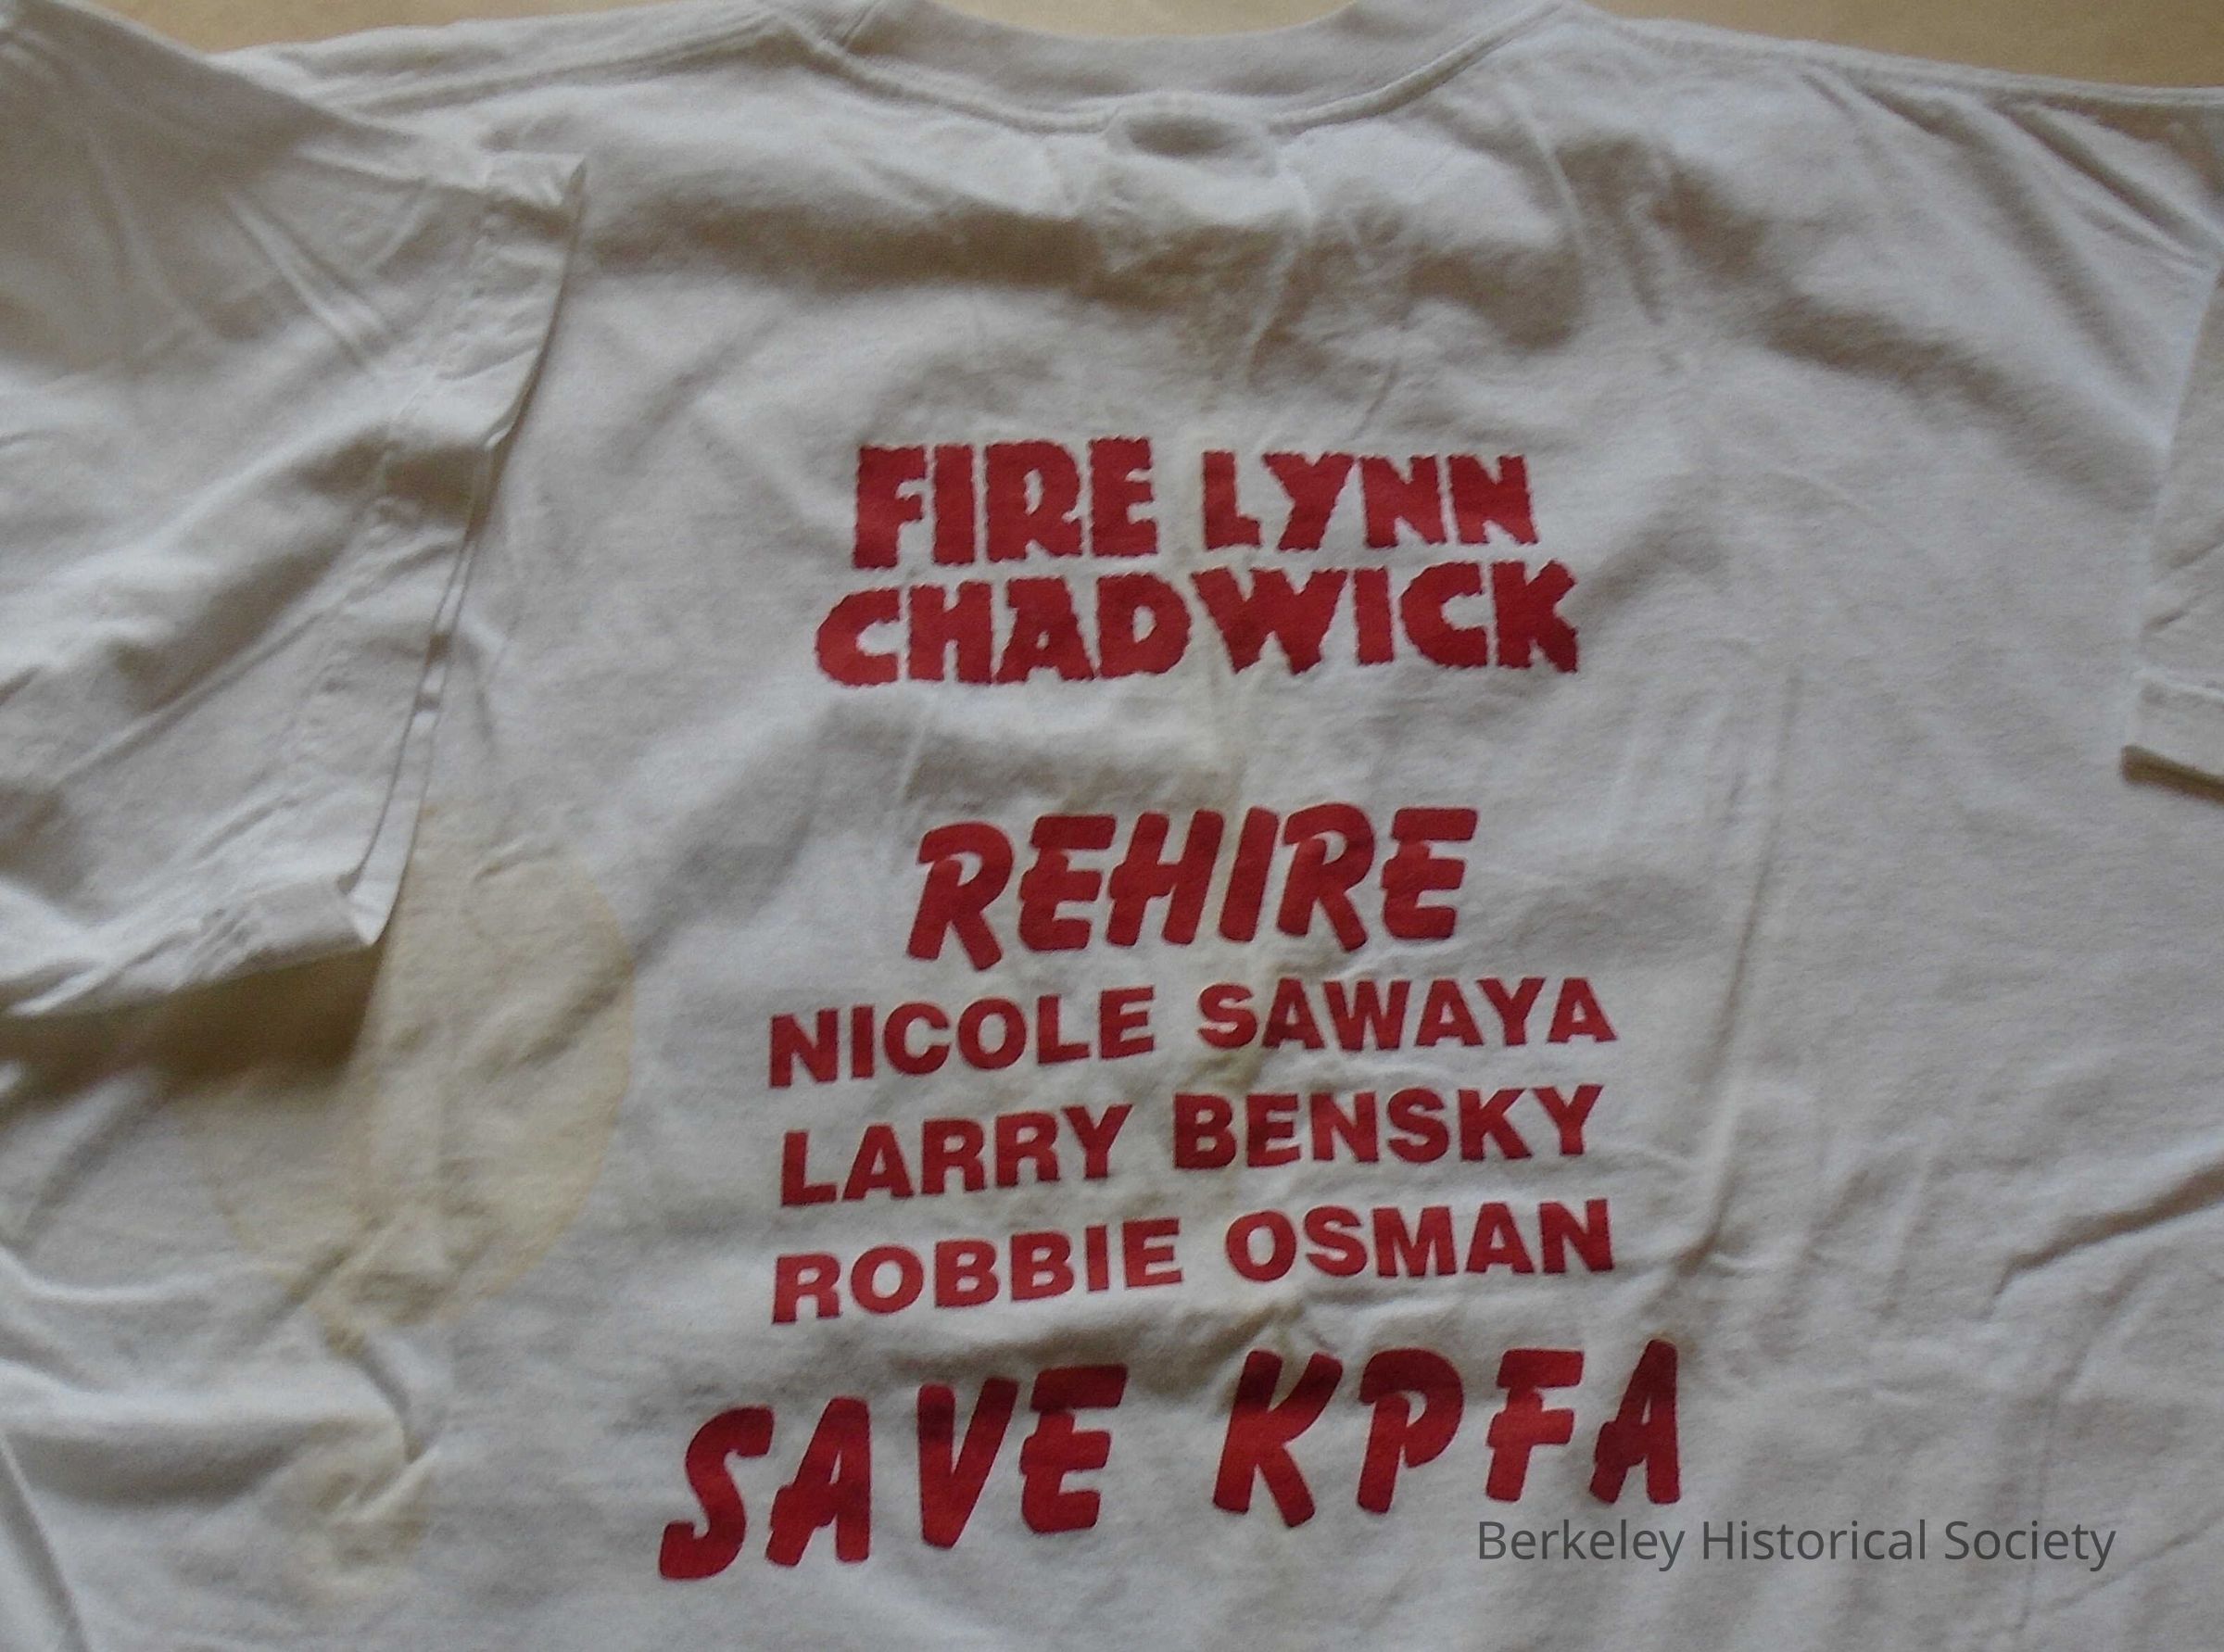 FIRE LYNN
CHADWICK
REHIRE
NICOLE SAWAYA
LARRY BENSKY
ROBBIE OSMAN
SAVE KPFA
Berkeley Historical Society